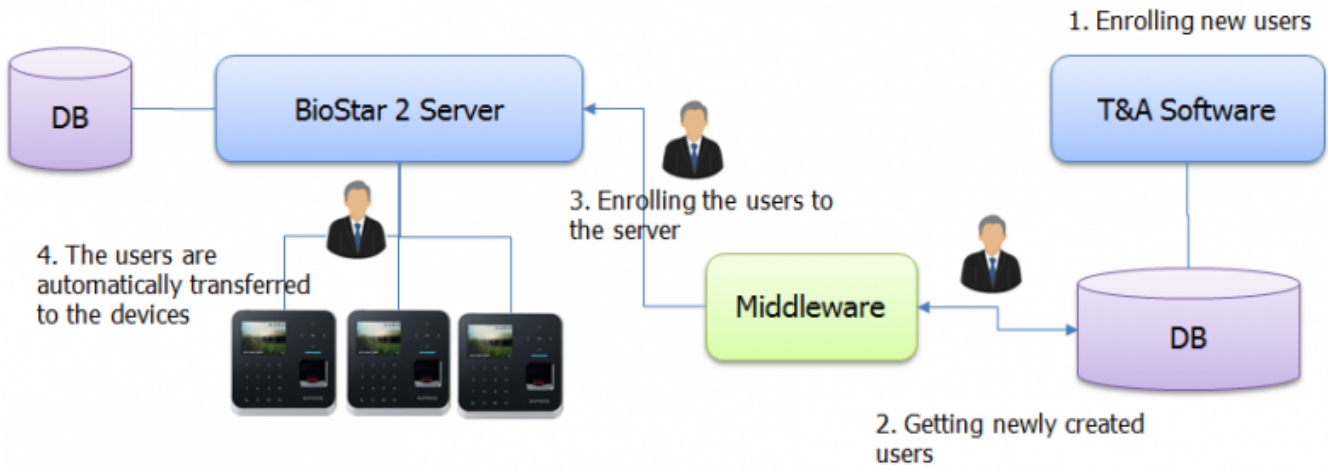 1. Enrolling new users
DB
BioStar 2 Server
T&A Software
3. Enrolling the users to
the server
4. The users are
automatically transferred
to the devices
Middleware
DB
2. Getting newly created
users